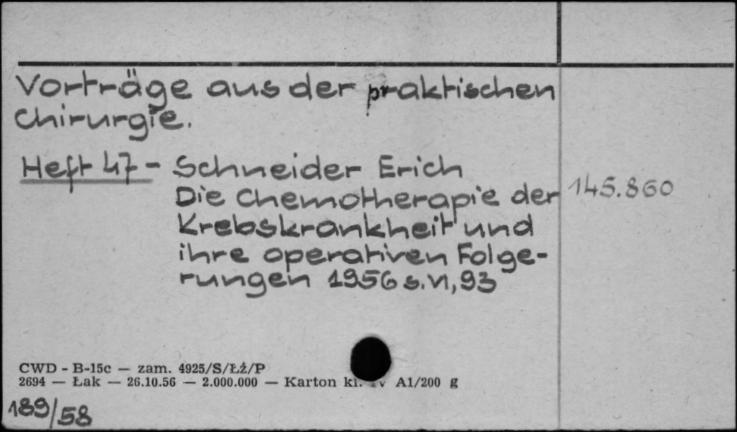 Vorträge aus der praktischen
Chirurgie.
Heft 47 - Schneider Erich
Die Chemotherapie der
Krebskrankheit und
ihre operativen Folge-
rungen 1956 s. VI, 93
145.860
CWD - B-15c — zam. 4925/S/ŁŻ/P
2694 — Łak — 26.10.56 — 2.000.000 — Karton kl. IV A1/200 g
189/58